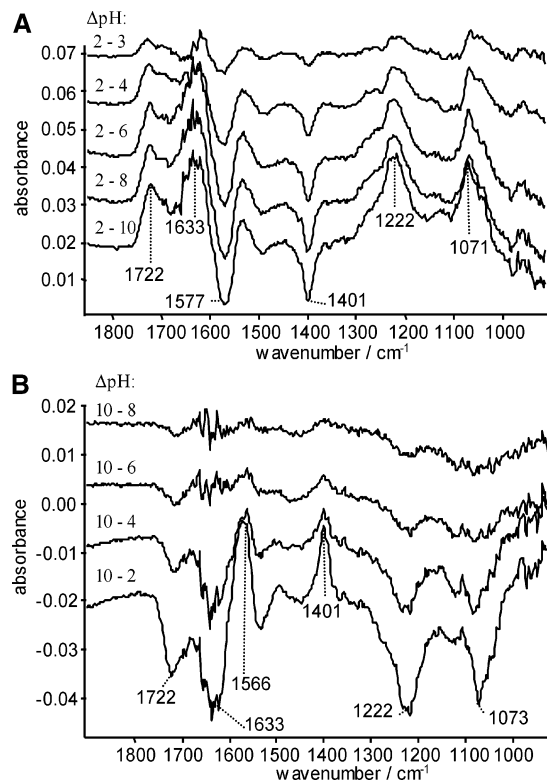 A
ΔpH:
2 - 3
2 - 4
2 - 6
2 - 8
2 - 10
0.07
0.06
0.05
0.04
0.03
0.02
0.01
absorbance
1722
1633
1577
1401
1222
1071
1800 1700 1600 1500 1400 1300 1200 1100 1000
wavenumber / cm-1
B
ΔpH:
10 - 8
10 - 6
10 - 4
10 - 2
0.02
0.01
0.00
-0.01
-0.02
-0.03
-0.04
absorbance
1722
1633
1566
1401
1222
1073
1800 1700 1600 1500 1400 1300 1200 1100 1000
wavenumber / cm-1